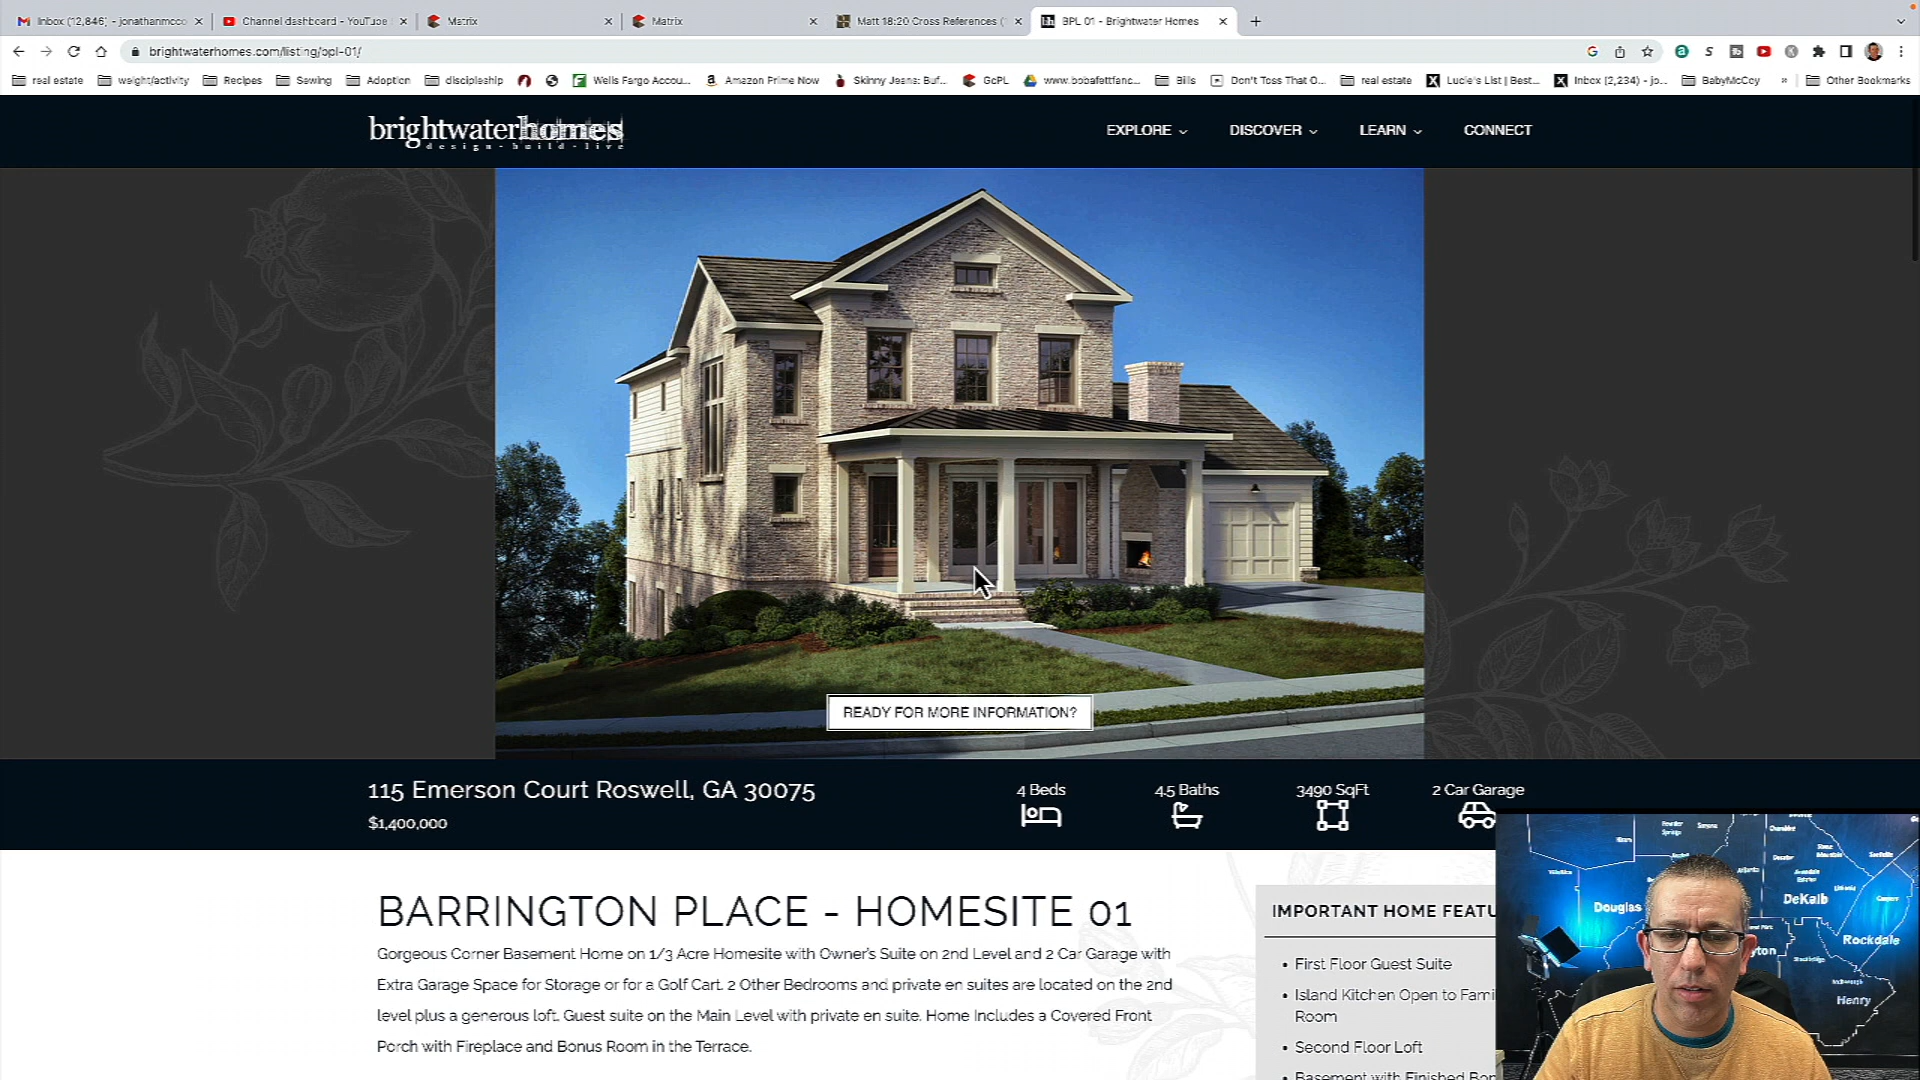 Inbox (12,846) - jonathanmcco
Channel dashboard - YouTube
Matrix
Matrix
Matt 18:20 Cross References (
BPL 01 - Brightwater Homes
brightwaterhomes.com/listing/bpl-01/
real estate
weight/activity
Recipes
Sewing
Adoption
discipleship
Wells Fargo Accou...
Amazon Prime Now
Skinny Jeans: Buf...
GcPL
www.bobafettfanc...
Bills
Don't Toss That O...
real estate
Lucie's List | Best...
Inbox (2,234) - jo...
BabyMcCoy
»
Other Bookmarks
brightwaterhomes
design-build-live
EXPLORE
DISCOVER
LEARN
CONNECT
READY FOR MORE INFORMATION?
115 Emerson Court Roswell, GA 30075
$1,400,000
4 Beds
4.5 Baths
3490 SqFt
2 Car Garage
BARRINGTON PLACE - HOMESITE 01
Gorgeous Corner Basement Home on 1/3 Acre Homesite with Owner's Suite on 2nd Level and 2 Car Garage with
Extra Garage Space for Storage or for a Golf Cart. 2 Other Bedrooms and private en suites are located on the 2nd
level plus a generous loft. Guest suite on the Main Level with private en suite. Home Includes a Covered Front
Porch with Fireplace and Bonus Room in the Terrace.
IMPORTANT HOME FEATU
• First Floor Guest Suite
• Island Kitchen Open to Fami
Room
• Second Floor Loft
• Basement with Finished Bon
Douglas
DeKalb
Rockdale
yton
Henry